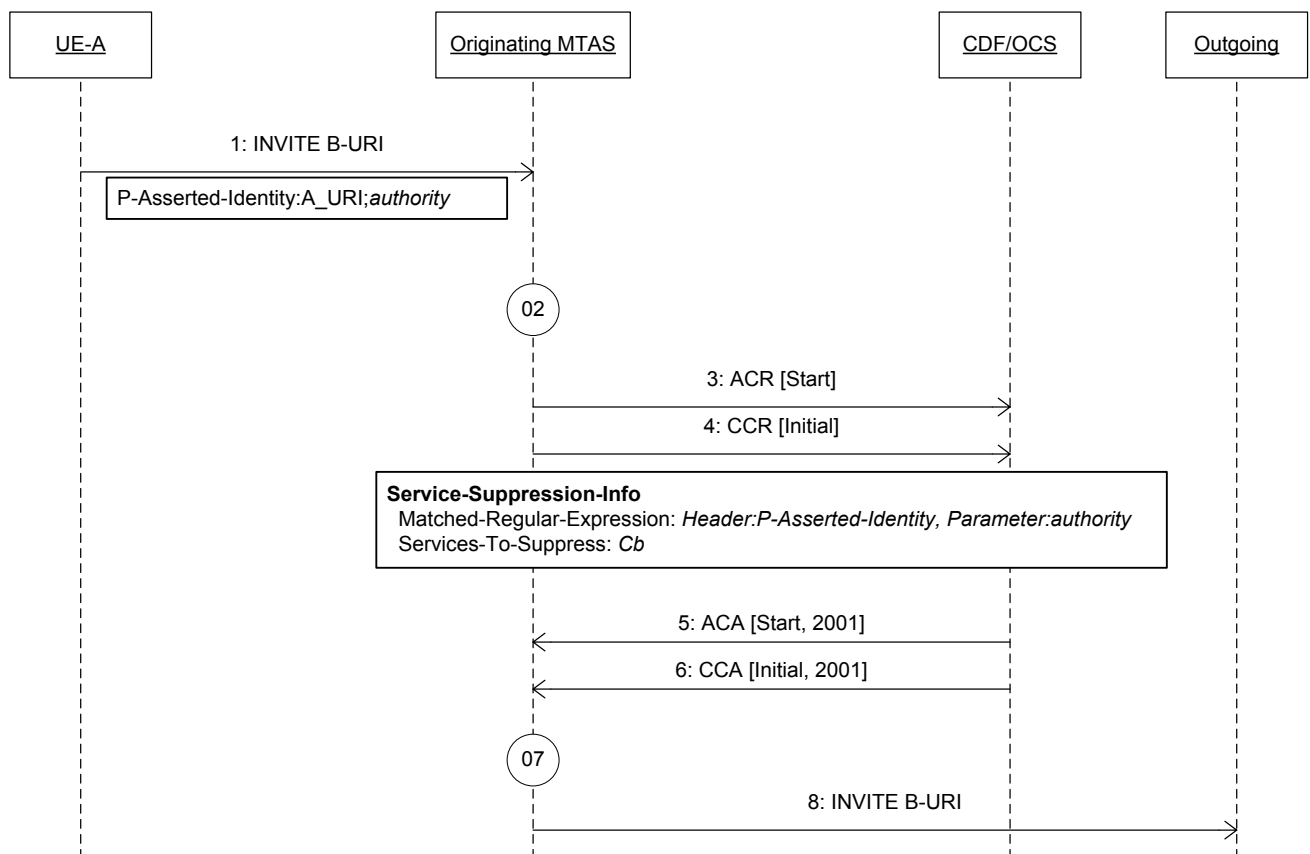 UE-A
Originating MTAS
CDF/OCS
Outgoing
1: INVITE B-URI
P-Asserted-Identity:A_URI;authority
02
3: ACR [Start]
4: CCR [Initial]
Service-Suppression-Info
Matched-Regular-Expression: Header:P-Asserted-Identity, Parameter:authority
Services-To-Suppress: Cb
5: ACA [Start, 2001]
6: CCA [Initial, 2001]
07
8: INVITE B-URI